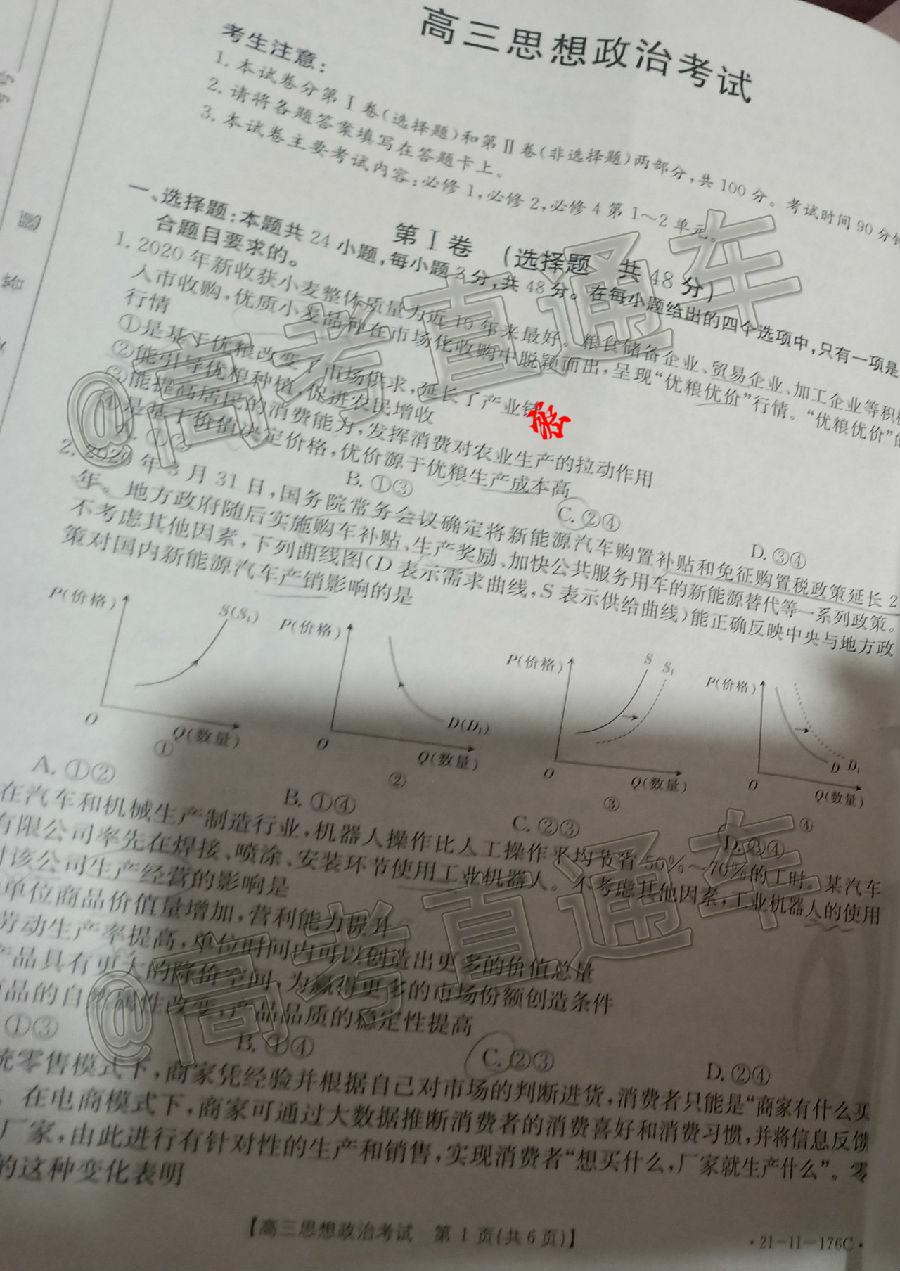 高三思想政治考试
考生注意：
1. 本试卷分第Ⅰ卷(选择题)和第Ⅱ卷(非选择题)两部分，共100分。考试时间90分钟
2. 请将各题答案填写在答题卡上。
3. 本试卷主要考试内容：必修1，必修2，必修4第1～2单元。
第Ⅰ卷 (选择题 共48分)
一、选择题：本题共24小题，每小题2分，共48分。在每小题给出的四个选项中，只有一项是
合题目要求的。
1. 2020年新收获小麦整体质量为近10年来最好，粮食储备企业、贸易企业、加工企业等积极
人市收购，优质小麦品种在市场化收购中脱颖而出，呈现“优粮优价”行情。“优粮优价”的
行情
①是基于优粮改变了市场供求，延长了产业链
②能引导优粮种植，促进农民增收
③能提高居民的消费能力，发挥消费对农业生产的拉动作用
④是基于价值决定价格，优价源于优粮生产成本高
A. ①② B. ①③ C. ②④ D. ③④
2. 2020年3月31日，国务院常务会议确定将新能源汽车购置补贴和免征购置税政策延长2
年。地方政府随后实施购车补贴、生产奖励、加快公共服务用车的新能源替代等一系列政策。
不考虑其他因素，下列曲线图(D表示需求曲线，S表示供给曲线)能正确反映中央与地方政
策对国内新能源汽车产销影响的是
P(价格) S(S₁) O Q(数量) ①
P(价格) D(D₁) O Q(数量) ②
P(价格) S S₁ O Q(数量) ③
P(价格) D D₁ O Q(数量) ④
A. ①② B. ①④ C. ②③ D. ③④
在汽车和机械生产制造行业，机器人操作比人工操作平均节省50%～70%的工时。某汽车
有限公司率先在焊接、喷涂、安装环节使用工业机器人。不考虑其他因素，工业机器人的使用
对该公司生产经营的影响是
单位商品价值量增加，营利能力提升
劳动生产率提高，单位时间内可以创造出更多的价值总量
产品具有更大的降价空间，为赢得更多的市场份额创造条件
商品的自然属性改变，产品品质的稳定性提高
①③ B. ①④ C. ②③ D. ②④
统零售模式下，商家凭经验并根据自己对市场的判断进货，消费者只能是“商家有什么买
。在电商模式下，商家可通过大数据推断消费者的消费喜好和消费习惯，并将信息反馈
厂家，由此进行有针对性的生产和销售，实现消费者“想买什么，厂家就生产什么”。零
的这种变化表明
【高三思想政治考试 第1页(共6页)】
·21-11-176C·
@高考直通车
@高考直通车